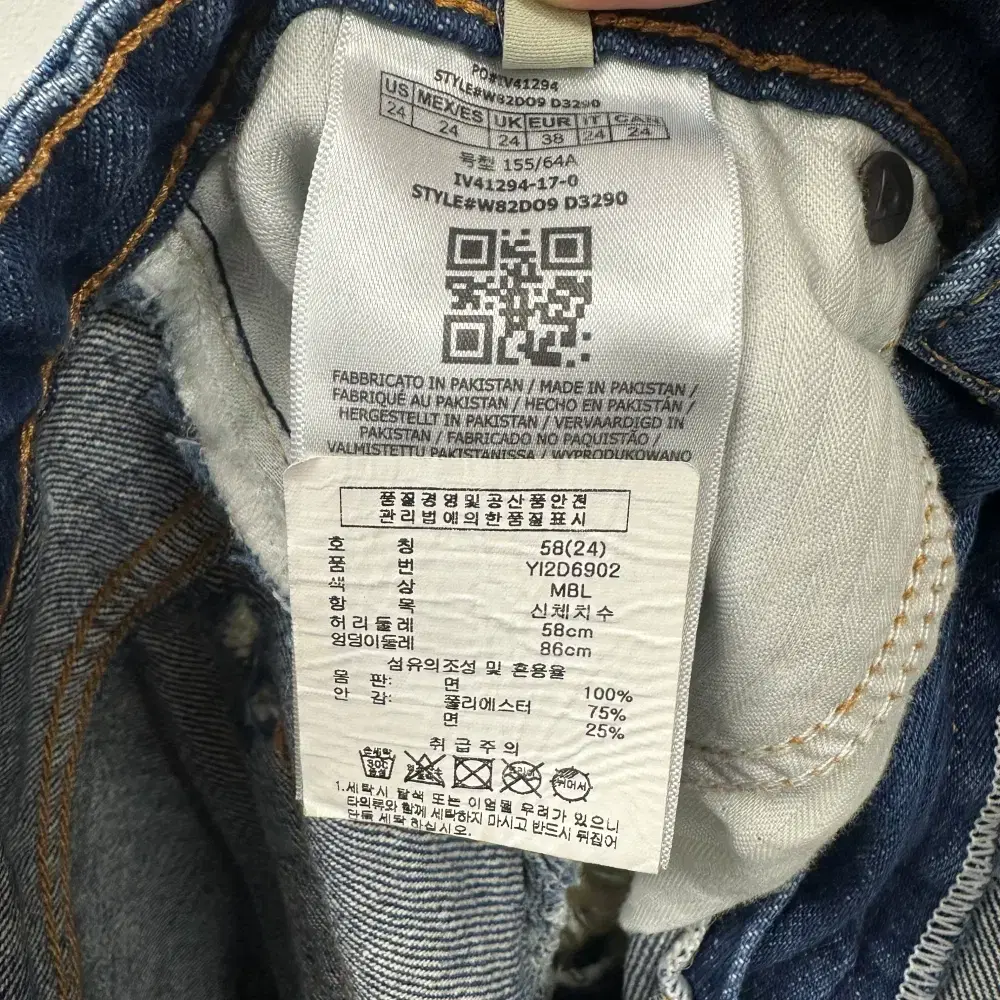 PO#IV41294
STYLE#W82D09 D3290
US MEX/ES UK EUR IT CAN
24 24 24 38 24 24
号型 155/64A
IV41294-17-0
STYLE#W82D09 D3290
FABBRICATO IN PAKISTAN / MADE IN PAKISTAN /
FABRIQUÉ AU PAKISTAN / HECHO EN PAKISTÁN /
HERGESTELLT IN PAKISTAN / VERVAARDIGD IN
PAKISTAN / FABRICADO NO PAQUISTÃO /
VALMISTETTU PAKISTANISSA / WYPRODUKOWANO
품질경영및공산품안전
관리법에의한품질표시
호 칭 58(24)
품 번 YI2D6902
색 상 MBL
항 목 신체치수
허리둘레 58cm
엉덩이둘레 86cm
섬유의조성 및 혼용율
몸 판: 면 100%
안 감: 폴리에스터 75%
면 25%
취급주의
손세탁
30C
중성
1.세탁시 탈색 또는 이염될 우려가 있으니
타의류와 함께 세탁하지 마시고 반드시 뒤집어
단독 세탁 하십시오.